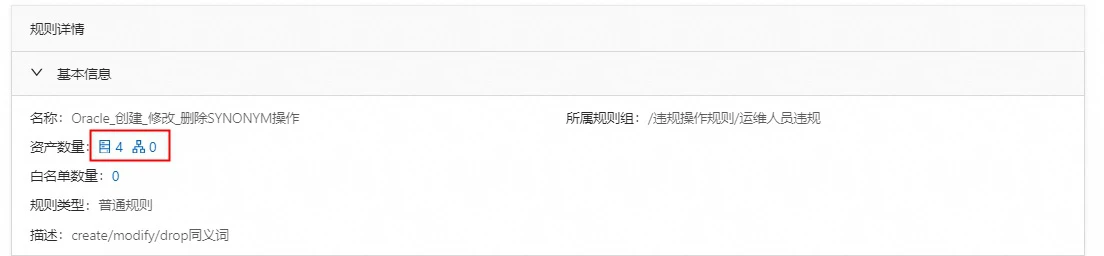 规则详情
基本信息
名称：Oracle_创建_修改_删除SYNONYM操作
所属规则组：/违规操作规则/运维人员违规
资产数量：4 0
白名单数量：0
规则类型：普通规则
描述：create/modify/drop同义词